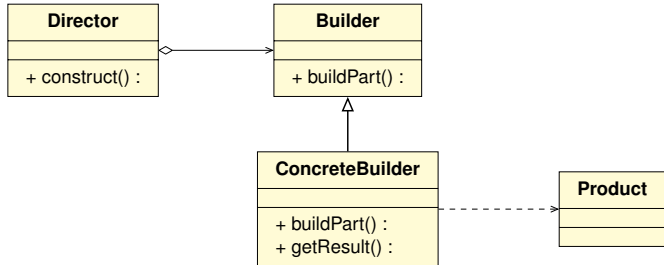 Director
+ construct() :
Builder
+ buildPart() :
ConcreteBuilder
+ buildPart() :
+ getResult() :
Product